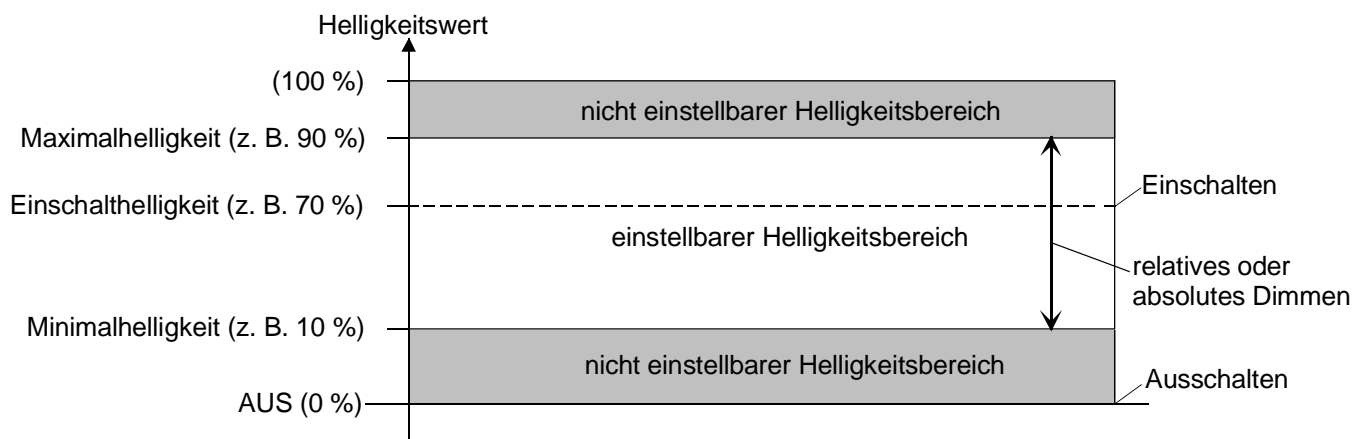 Helligkeitswert
(100 %)
nicht einstellbarer Helligkeitsbereich
Maximalhelligkeit (z. B. 90 %)
Einschalten
Einschalthelligkeit (z. B. 70 %)
einstellbarer Helligkeitsbereich
relatives oder
absolutes Dimmen
Minimalhelligkeit (z. B. 10 %)
nicht einstellbarer Helligkeitsbereich
Ausschalten
AUS (0 %)